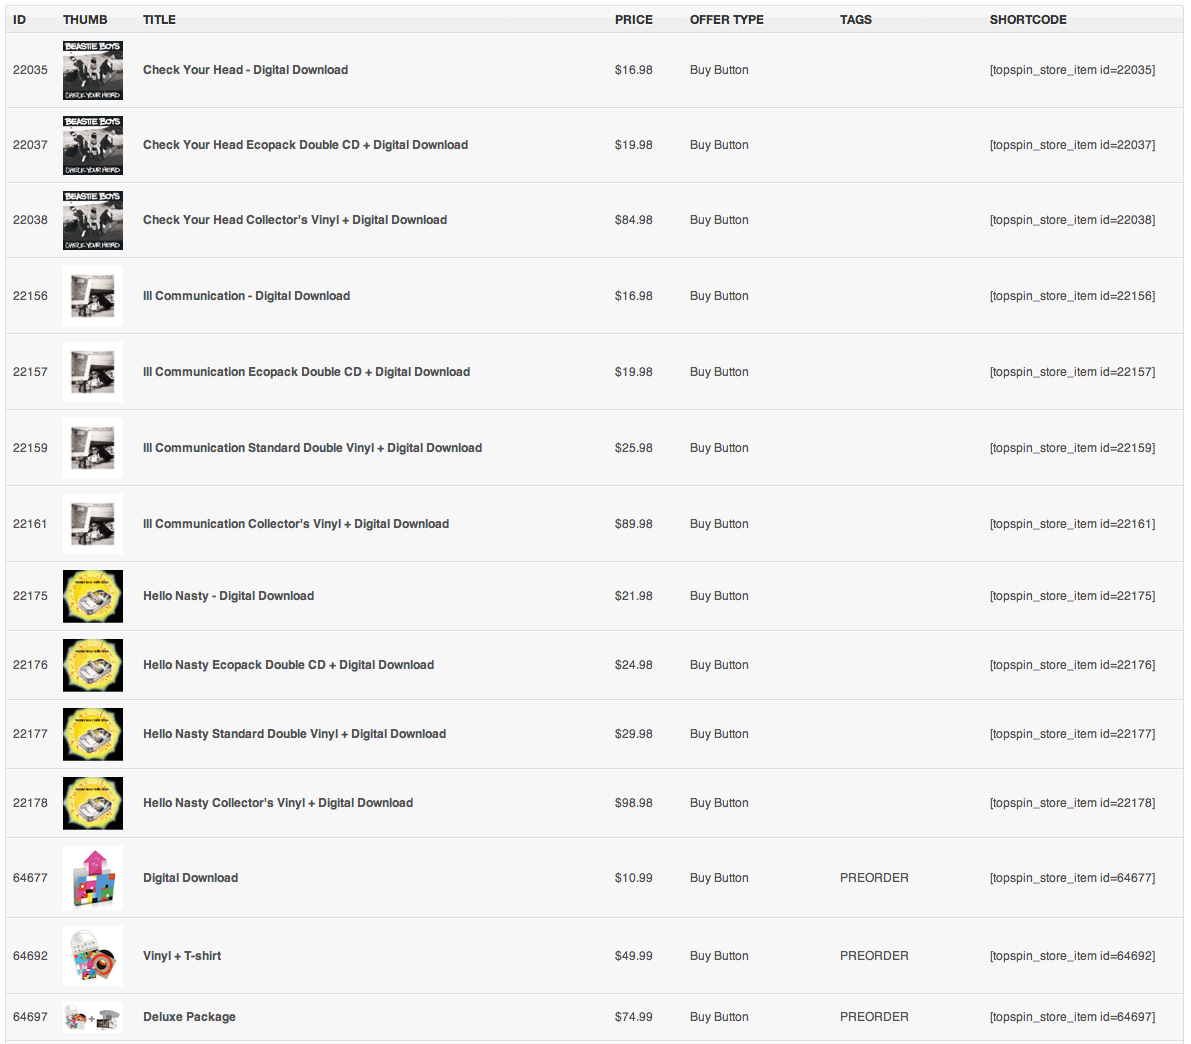 ID THUMB TITLE PRICE OFFER TYPE TAGS SHORTCODE
BEASTIE BOYS
22035 Check Your Head - Digital Download $16.98 Buy Button [topspin_store_item id=22035]
CHECK YOUR HEAD
BEASTIE BOYS
22037 Check Your Head Ecopack Double CD + Digital Download $19.98 Buy Button [topspin_store_item id=22037]
CHECK YOUR HEAD
BEASTIE BOYS
22038 Check Your Head Collector's Vinyl + Digital Download $84.98 Buy Button [topspin_store_item id=22038]
CHECK YOUR HEAD
22156 Ill Communication - Digital Download $16.98 Buy Button [topspin_store_item id=22156]
22157 Ill Communication Ecopack Double CD + Digital Download $19.98 Buy Button [topspin_store_item id=22157]
22159 Ill Communication Standard Double Vinyl + Digital Download $25.98 Buy Button [topspin_store_item id=22159]
22161 Ill Communication Collector's Vinyl + Digital Download $89.98 Buy Button [topspin_store_item id=22161]
22175 Hello Nasty - Digital Download $21.98 Buy Button [topspin_store_item id=22175]
22176 Hello Nasty Ecopack Double CD + Digital Download $24.98 Buy Button [topspin_store_item id=22176]
22177 Hello Nasty Standard Double Vinyl + Digital Download $29.98 Buy Button [topspin_store_item id=22177]
22178 Hello Nasty Collector's Vinyl + Digital Download $98.98 Buy Button [topspin_store_item id=22178]
64677 Digital Download $10.99 Buy Button PREORDER [topspin_store_item id=64677]
64692 Vinyl + T-shirt $49.99 Buy Button PREORDER [topspin_store_item id=64692]
64697 + Deluxe Package $74.99 Buy Button PREORDER [topspin_store_item id=64697]